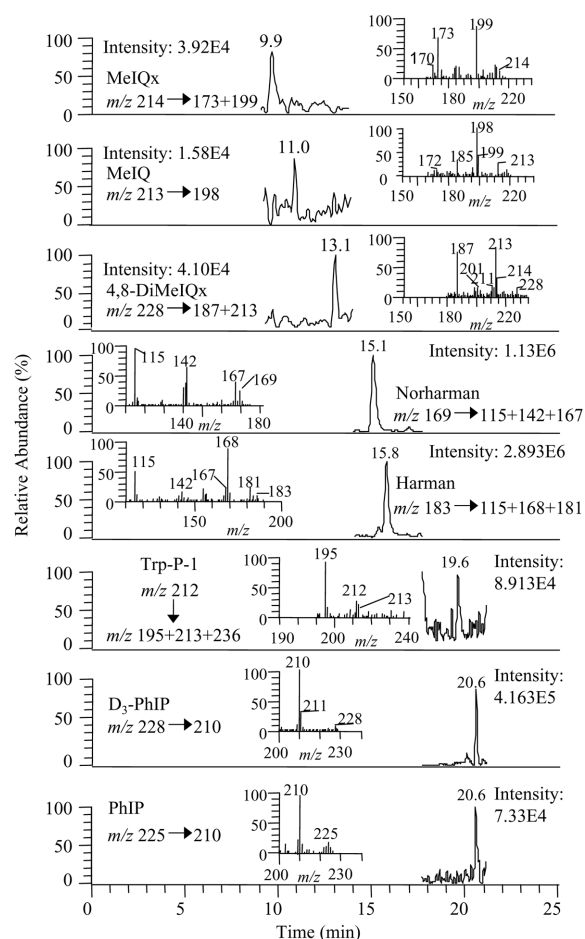 Relative Abundance (%)
100
50
0
Intensity: 3.92E4
MeIQx
m/z 214 → 173+199
9.9
100
50
0
170
173
199
214
150 180 m/z 220
100
50
0
Intensity: 1.58E4
MeIQ
m/z 213 → 198
11.0
100
50
0
172
185
198
199
213
150 180 m/z 220
100
50
0
Intensity: 4.10E4
4,8-DiMeIQx
m/z 228 → 187+213
13.1
100
50
0
187
201
211
213
214
228
150 180 m/z 220
100
50
0
100
50
0
115
142
167
169
140 m/z 180
15.1
Intensity: 1.13E6
Norharman
m/z 169 → 115+142+167
100
50
0
100
50
0
115
142
167
168
181
183
150 m/z 200
15.8
Intensity: 2.893E6
Harman
m/z 183 → 115+168+181
100
50
0
Trp-P-1
m/z 212
↓
m/z 195+213+236
100
50
0
195
212
213
190 200 m/z 240
19.6
Intensity:
8.913E4
100
50
0
D₃-PhIP
m/z 228 → 210
100
50
0
210
211
228
200 m/z 230
20.6
Intensity:
4.163E5
100
50
0
PhIP
m/z 225 → 210
100
50
0
210
225
200 m/z 230
20.6
Intensity:
7.33E4
0 5 10 15 20 25
Time (min)